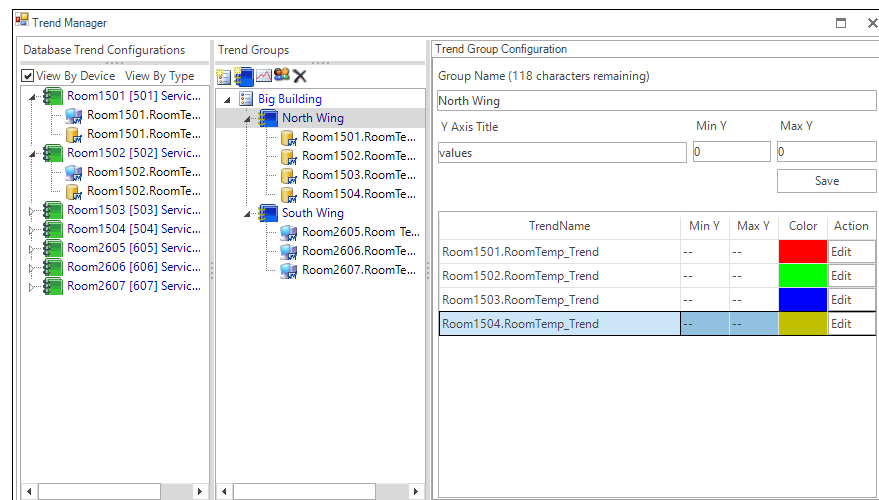 Trend Manager
Database Trend Configurations
View By Device View By Type
Room1501 [501] Servic...
Room1501.RoomTe...
Room1501.RoomTe...
Room1502 [502] Servic...
Room1502.RoomTe...
Room1502.RoomTe...
Room1503 [503] Servic...
Room1504 [504] Servic...
Room2605 [605] Servic...
Room2606 [606] Servic...
Room2607 [607] Servic...
Trend Groups
Big Building
North Wing
Room1501.RoomTe...
Room1502.RoomTe...
Room1503.RoomTe...
Room1504.RoomTe...
South Wing
Room2605.Room Te...
Room2606.RoomTe...
Room2607.RoomTe...
Trend Group Configuration
Group Name (118 characters remaining)
North Wing
Y Axis Title Min Y Max Y
values 0 0
Save
TrendName Min Y Max Y Color Action
Room1501.RoomTemp_Trend -- -- Edit
Room1502.RoomTemp_Trend -- -- Edit
Room1503.RoomTemp_Trend -- -- Edit
Room1504.RoomTemp_Trend -- -- Edit